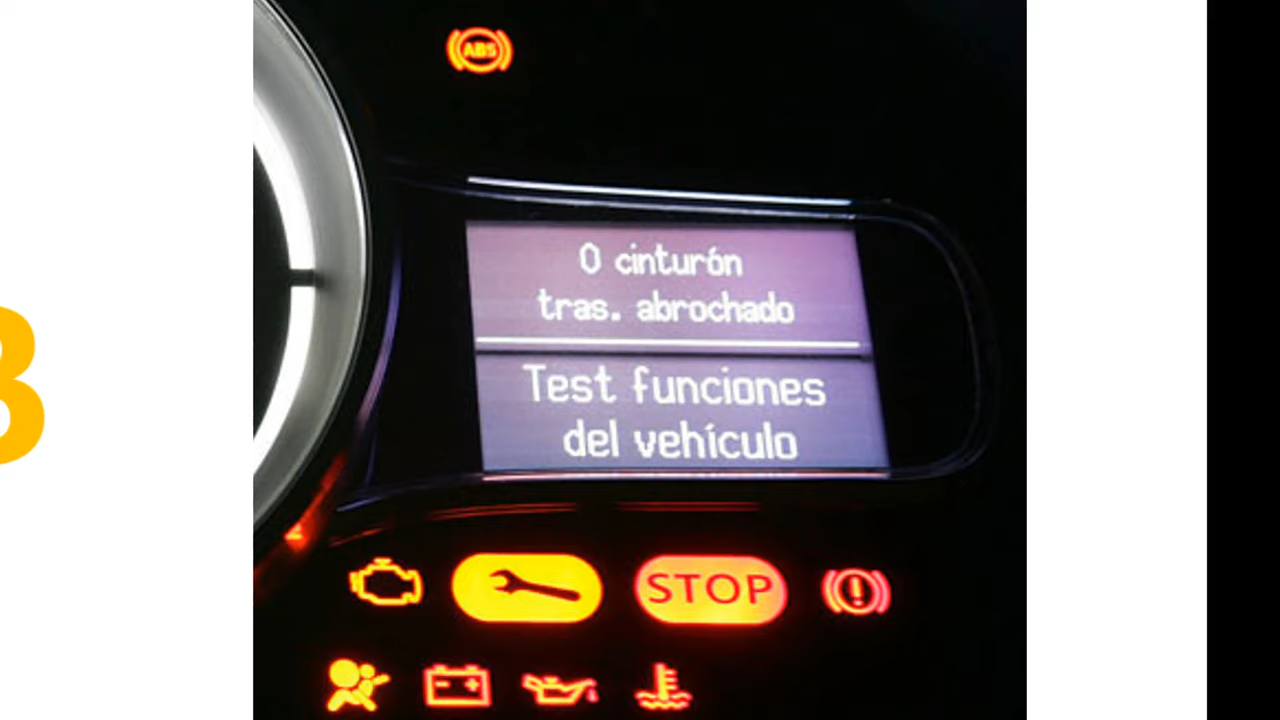 ABS
0 cinturón
tras. abrochado
Test funciones
del vehículo
STOP